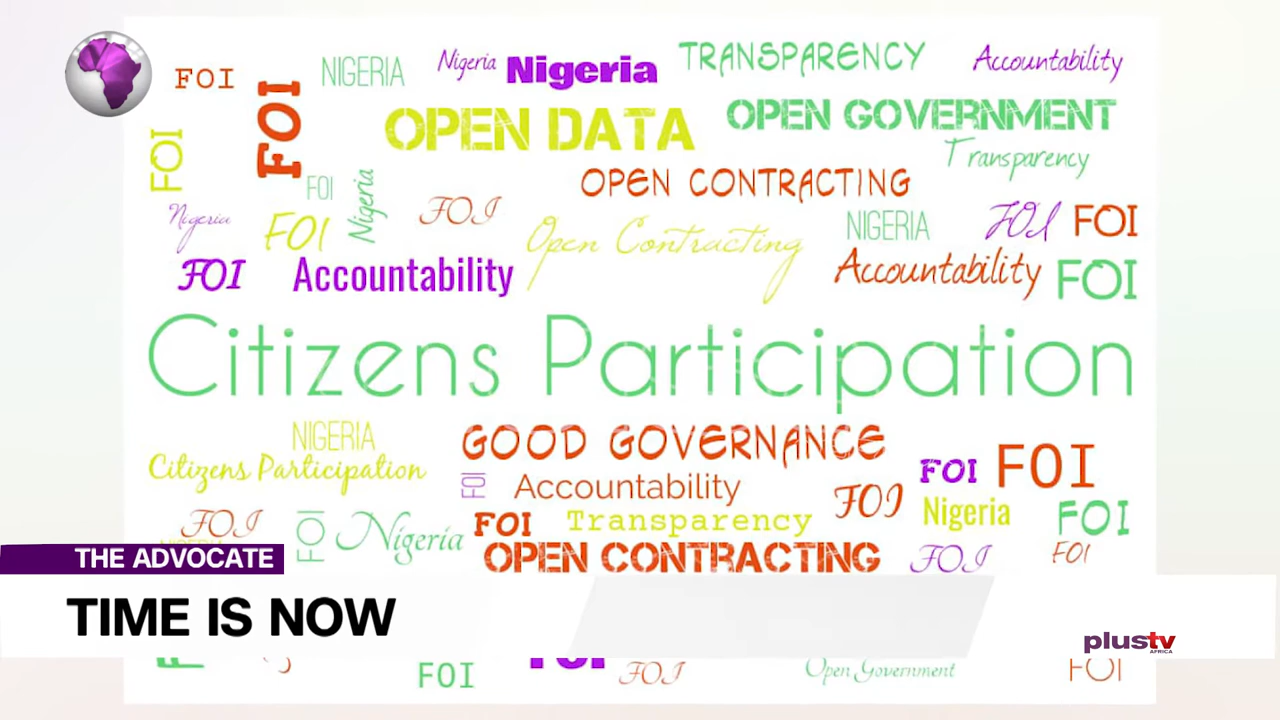 FOI
FOI
NIGERIA
Nigeria
Nigeria
TRANSPARENCY
Accountability
FOI
OPEN DATA
OPEN GOVERNMENT
Transparency
FOI
Nigeria
OPEN CONTRACTING
Nigeria
FOI
FOI
Open Contracting
NIGERIA
FOI
FOI
FOI
Accountability
Accountability
FOI
Citizens Participation
NIGERIA
GOOD GOVERNANCE
Citizens Participation
FOI
Accountability
FOI
FOI
FOI
FOI
FOI
Nigeria
FOI
Transparency
Nigeria
FOI
OPEN CONTRACTING
FOI
FOI
THE ADVOCATE
TIME IS NOW
plustv
AFRICA
FOI
FOI
FOI
Open Government
FOI